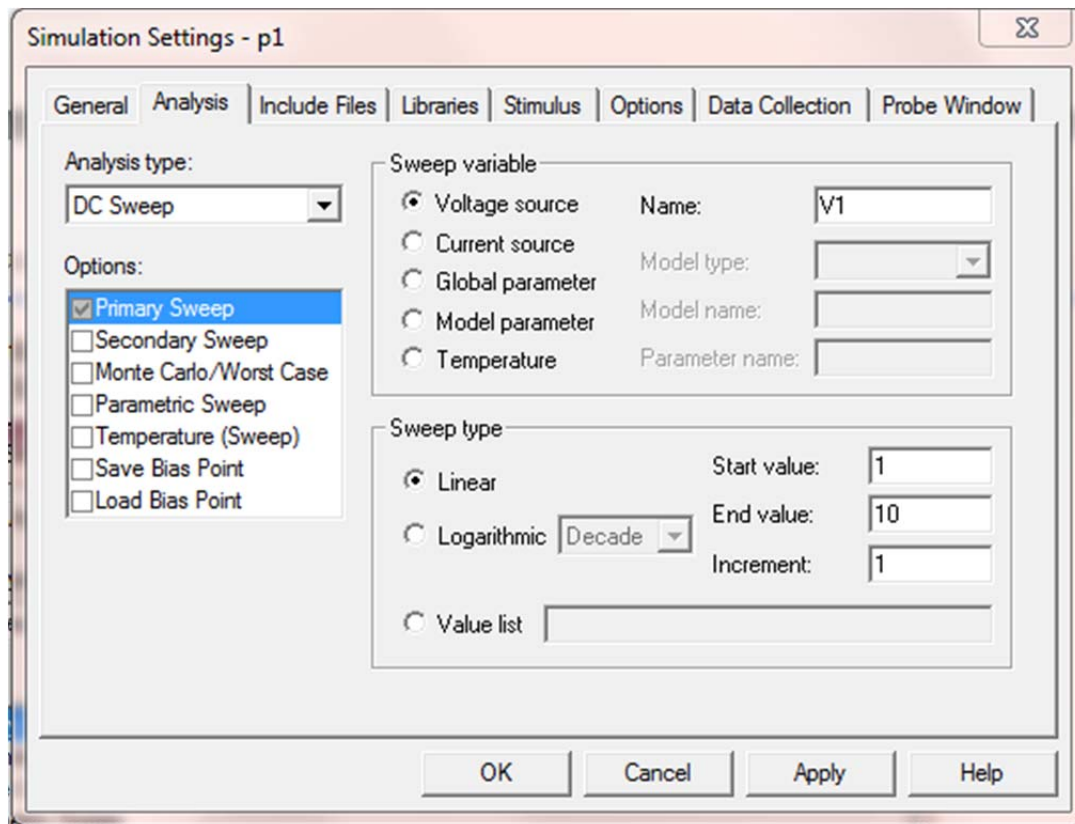 Simulation Settings - p1
General Analysis Include Files Libraries Stimulus Options Data Collection Probe Window
Analysis type:
DC Sweep
Options:
Primary Sweep
Secondary Sweep
Monte Carlo/Worst Case
Parametric Sweep
Temperature (Sweep)
Save Bias Point
Load Bias Point
Sweep variable
Voltage source
Current source
Global parameter
Model parameter
Temperature
Name: V1
Model type:
Model name:
Parameter name:
Sweep type
Linear
Logarithmic Decade
Value list
Start value: 1
End value: 10
Increment: 1
OK Cancel Apply Help